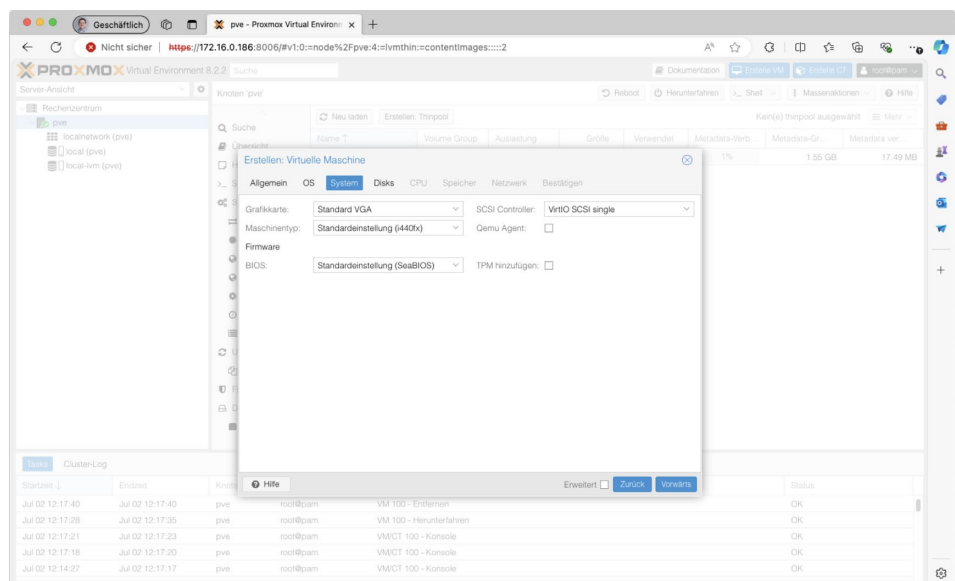 Geschäftlich
pve - Proxmox Virtual Environm
Nicht sicher https://172.16.0.186:8006/#v1:0:=node%2Fpve:4:=lvmthin:=contentImages:::::2
PROXMOX Virtual Environment 8.2.2 Suche Dokumentation Erstelle VM Erstelle CT root@pam
Server-Ansicht Knoten 'pve' Reboot Herunterfahren Shell Massenaktionen Hilfe
Rechenzentrum
pve
localnetwork (pve)
local (pve)
local-lvm (pve)
Suche
Übersicht
Neu laden Erstellen: Thinpool Kein(e) thinpool ausgewählt Mehr
Name Volume Group Auslastung Größe Verwendet Metadata-Verb... Metadata-Gr... Metadata ver...
1% 1.55 GB 17.49 MB
Erstellen: Virtuelle Maschine
Allgemein OS System Disks CPU Speicher Netzwerk Bestätigen
Grafikkarte: Standard VGA SCSI Controller: VirtIO SCSI single
Maschinentyp: Standardeinstellung (i440fx) Qemu Agent:
Firmware
BIOS: Standardeinstellung (SeaBIOS) TPM hinzufügen:
Hilfe Erweitert Zurück Vorwärts
Tasks Cluster-Log
Startzeit Endzeit Status
Jul 02 12:17:40 Jul 02 12:17:40 pve root@pam VM 100 - Entfernen OK
Jul 02 12:17:28 Jul 02 12:17:35 pve root@pam VM 100 - Herunterfahren OK
Jul 02 12:17:21 Jul 02 12:17:23 pve root@pam VM/CT 100 - Konsole OK
Jul 02 12:17:18 Jul 02 12:17:20 pve root@pam VM/CT 100 - Konsole OK
Jul 02 12:14:27 Jul 02 12:17:17 pve root@pam VM/CT 100 - Konsole OK